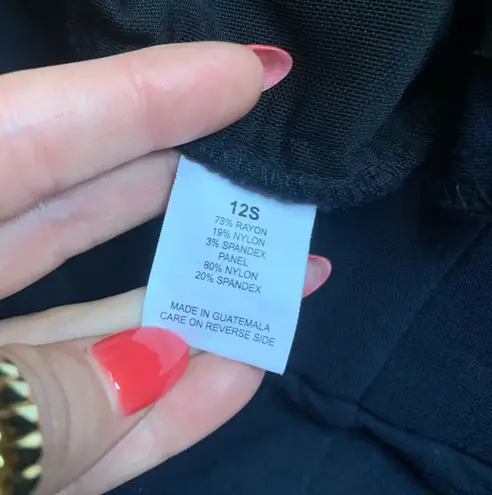 12S
78% RAYON
19% NYLON
3% SPANDEX
PANEL
80% NYLON
20% SPANDEX
MADE IN GUATEMALA
CARE ON REVERSE SIDE